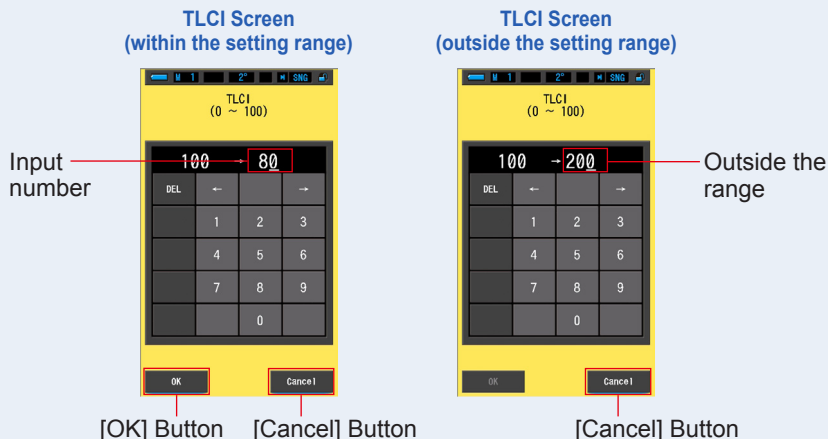 TLCI Screen
(within the setting range)
TLCI Screen
(outside the setting range)
M 1 2° SNG
TLCI
(0 ~ 100)
Input
number
100 → 80
DEL ← →
1 2 3
4 5 6
7 8 9
0
OK Cancel
[OK] Button [Cancel] Button
M 1 2° SNG
TLCI
(0 ~ 100)
100 → 200
Outside the
range
DEL ← →
1 2 3
4 5 6
7 8 9
0
OK Cancel
[Cancel] Button